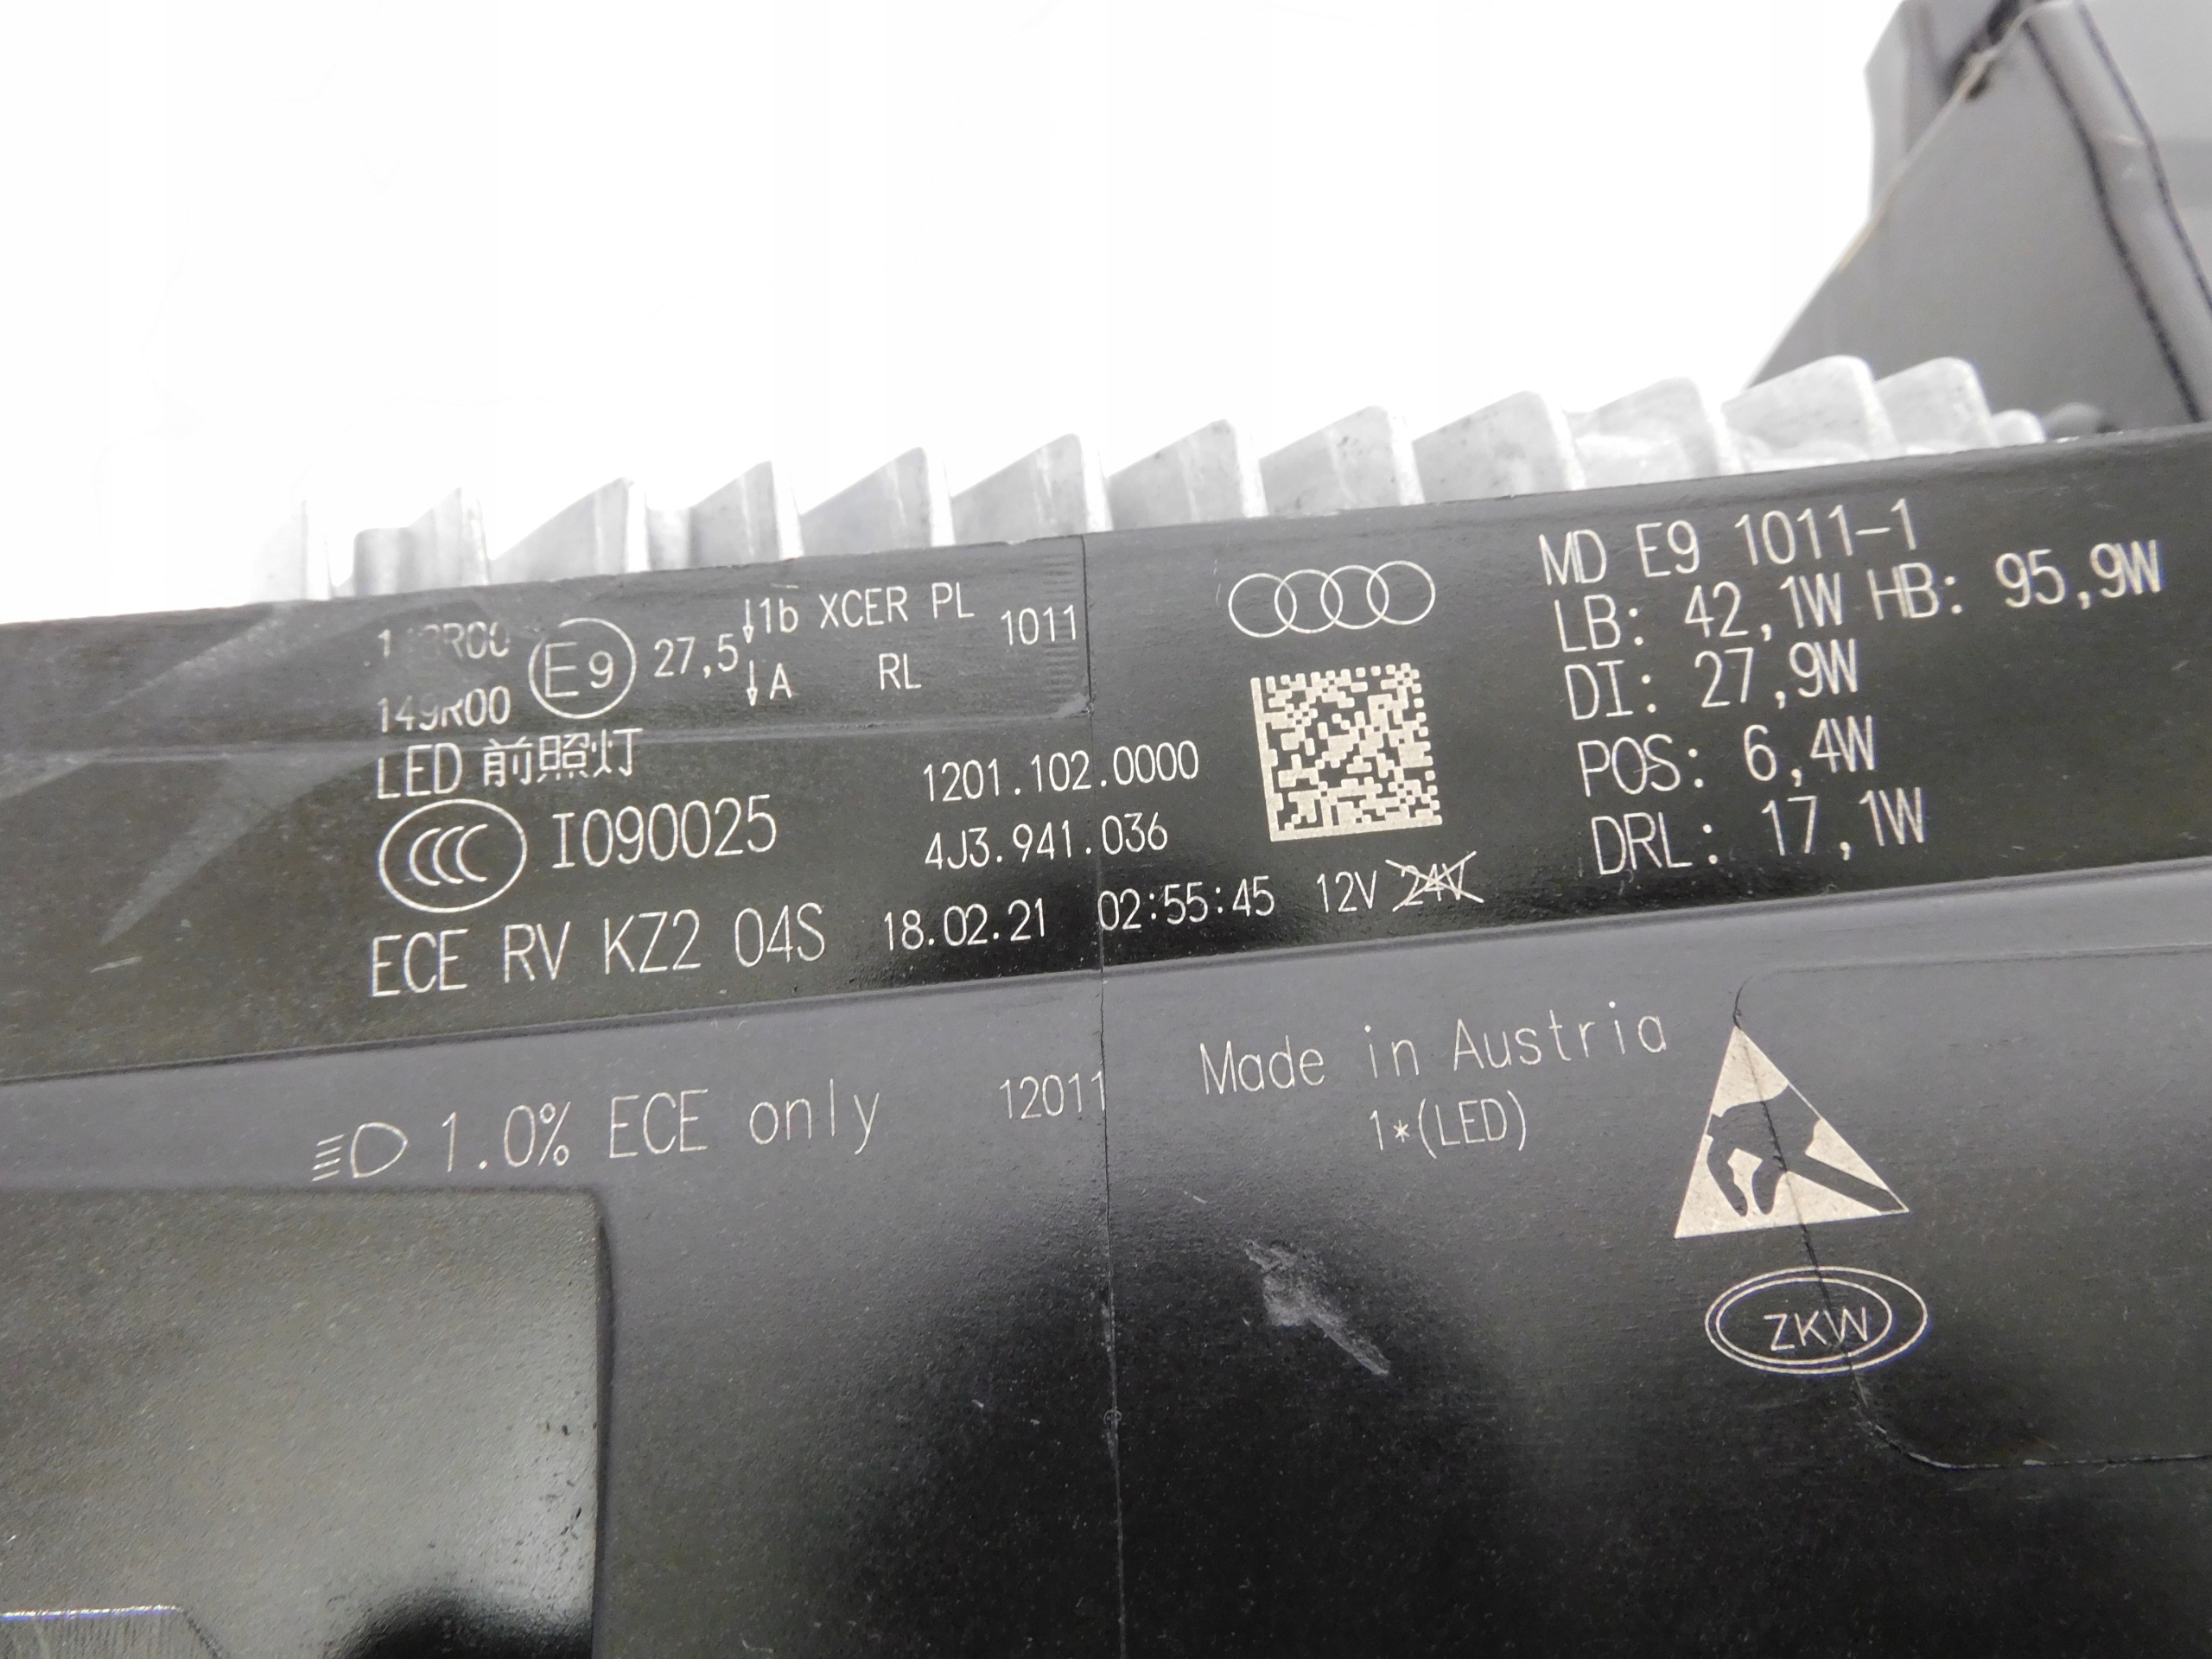 E9 27,5 1b XCER PL 1011
149R00 A RL
LED 前照灯
CCC I090025
1201.102.0000
4J3.941.036
ECE RV KZ2 04S 18.02.21 02:55:45 12V 24V
MD E9 1011-1
LB: 42,1W HB: 95,9W
DI: 27,9W
POS: 6,4W
DRL: 17,1W
1.0% ECE only 12011
Made in Austria
1*(LED)
ZKW